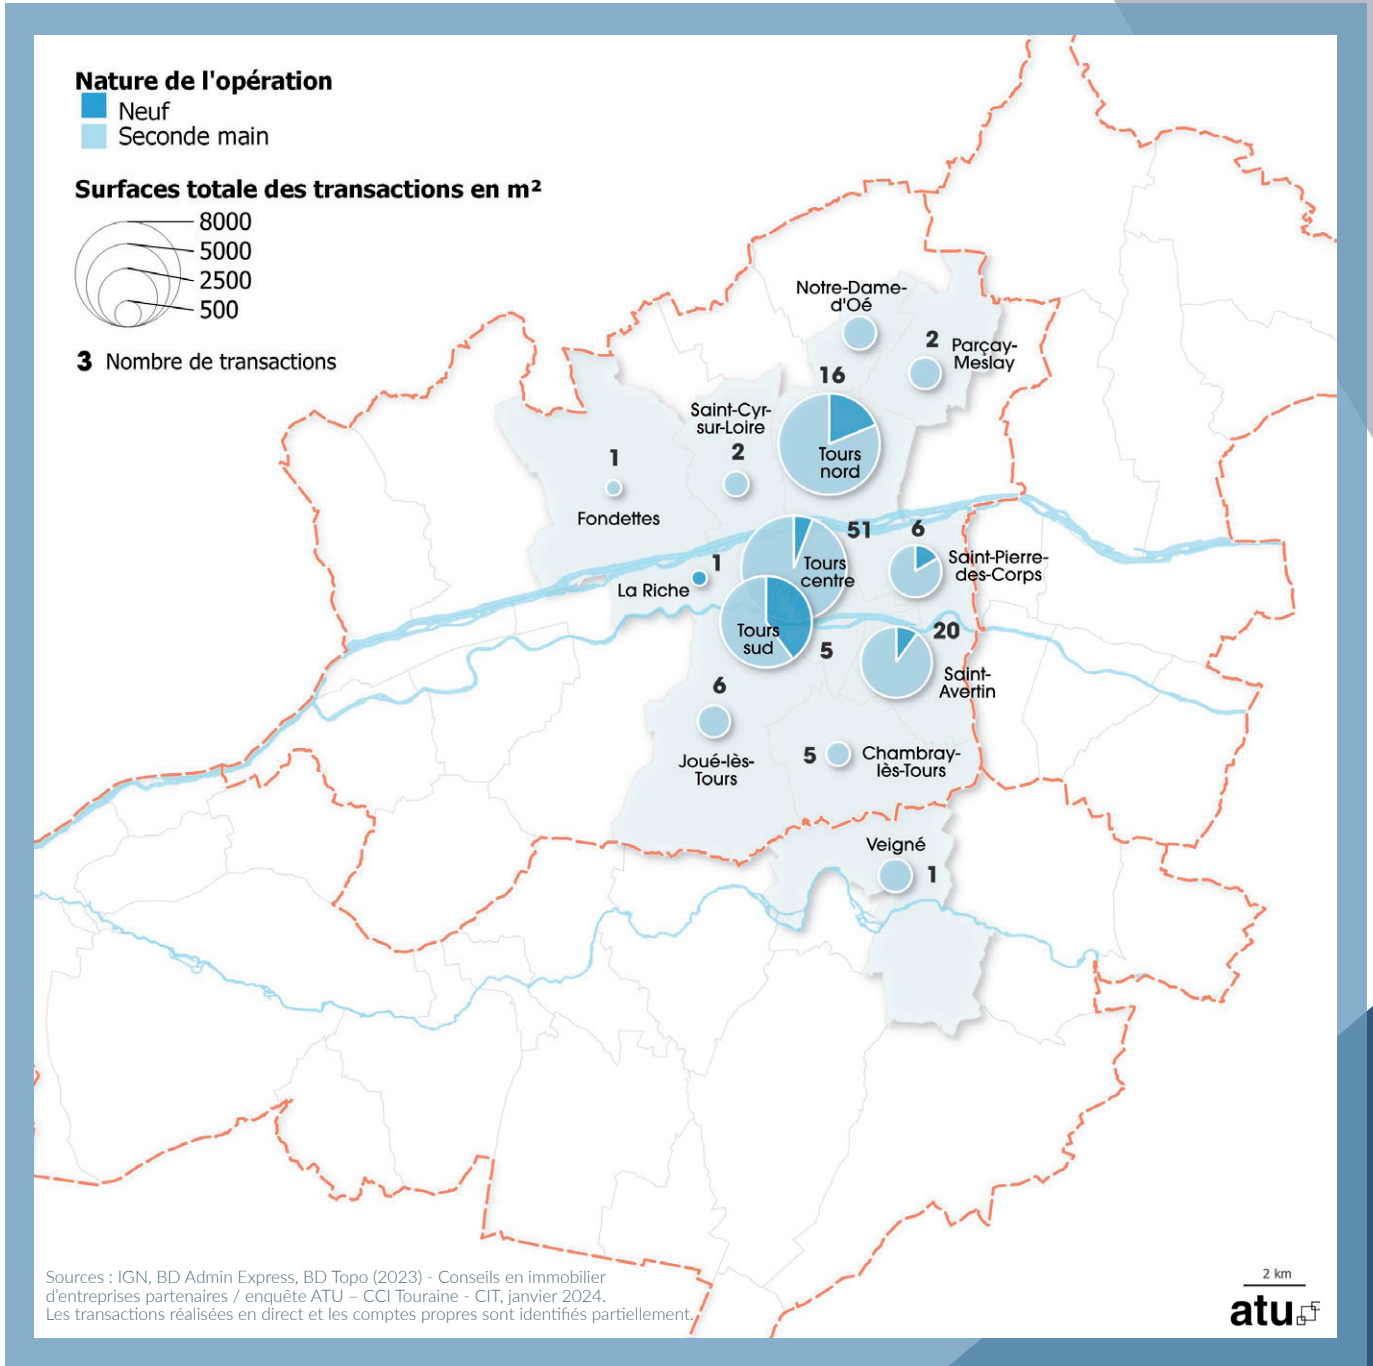 Nature de l'opération
Neuf
Seconde main
Surfaces totale des transactions en m²
8000
5000
2500
500
3 Nombre de transactions
Notre-Dame-
d'Oé
2
Parçay-
Meslay
16
Tours
nord
Saint-Cyr-
sur-Loire
2
1
Fondettes
51
Tours
centre
6
Saint-Pierre-
des-Corps
1
La Riche
Tours
sud
5
20
Saint-
Avertin
6
Joué-lès-
Tours
5
Chambray-
lès-Tours
Veigné
1
Sources : IGN, BD Admin Express, BD Topo (2023) - Conseils en immobilier
d'entreprises partenaires / enquête ATU – CCI Touraine - CIT, janvier 2024.
Les transactions réalisées en direct et les comptes propres sont identifiés partiellement.
2 km
atu